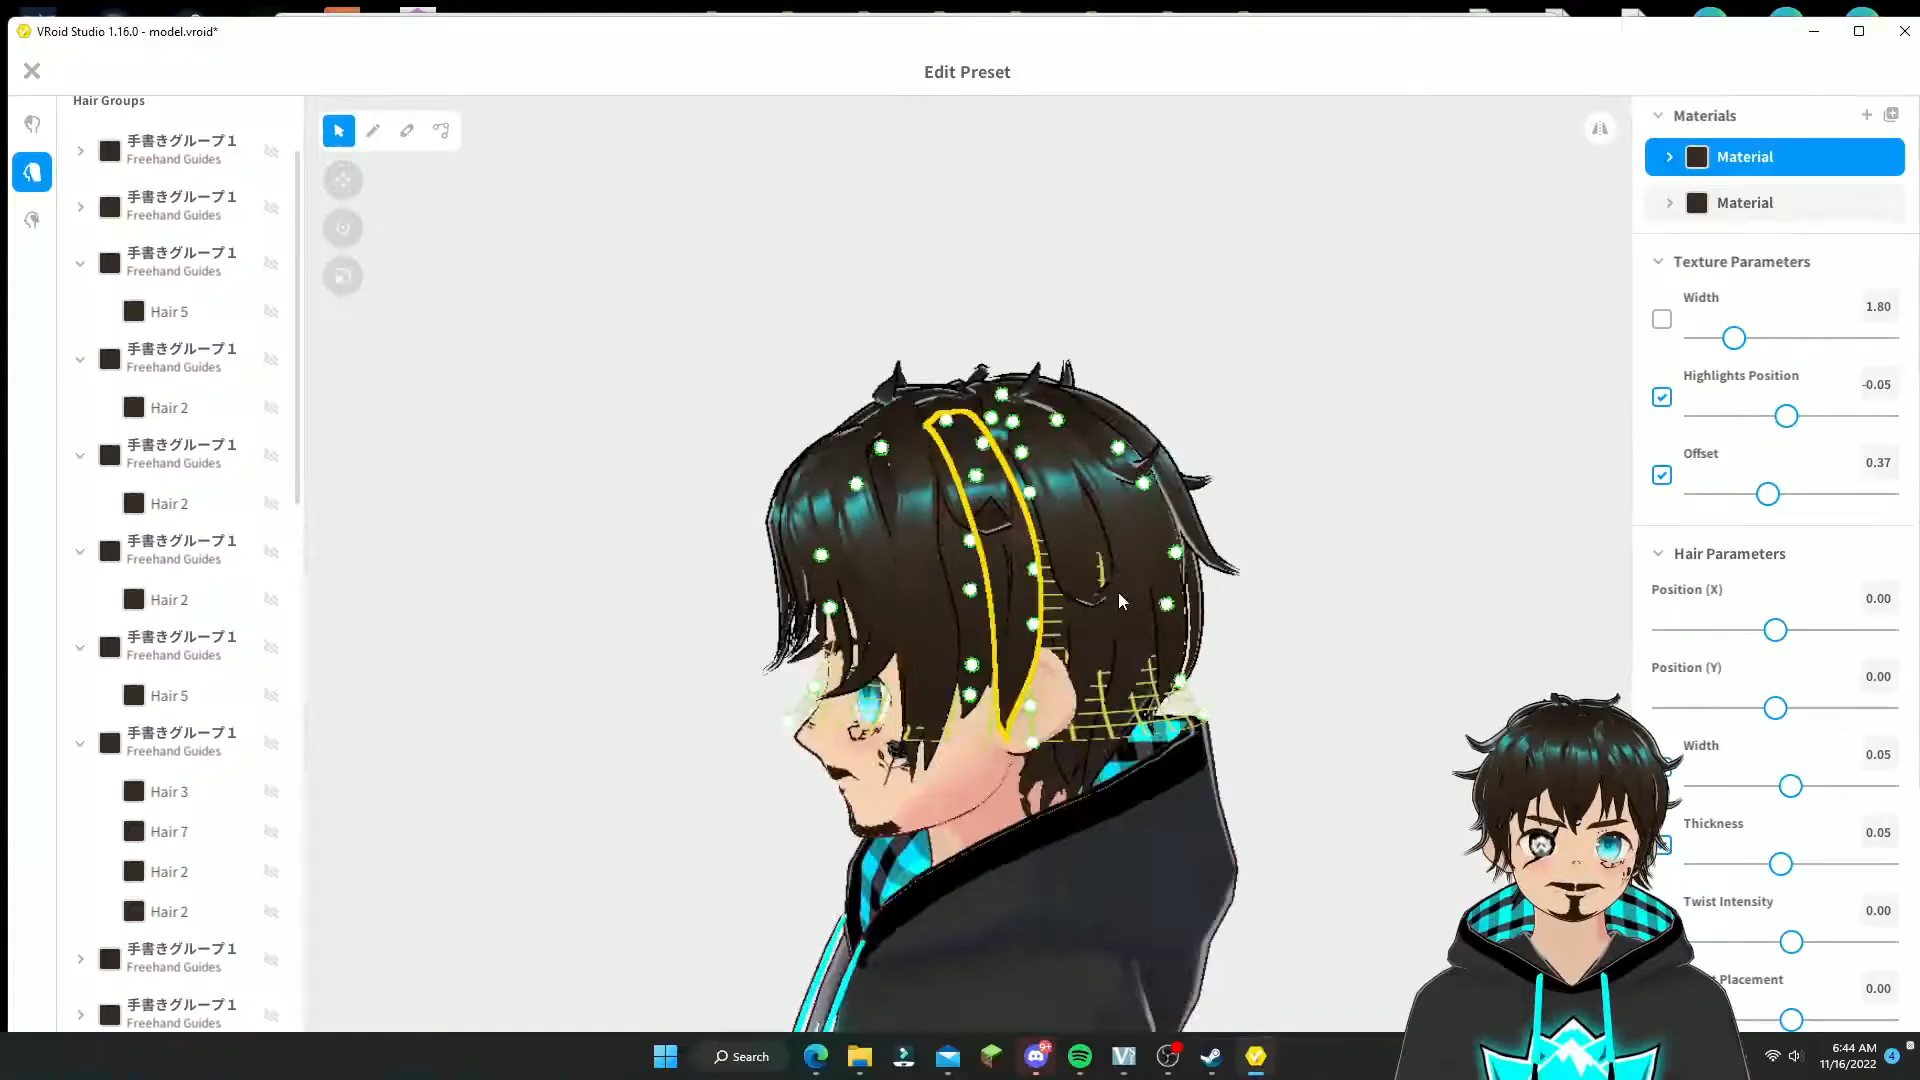 VRoid Studio 1.16.0 - model.vroid*
Edit Preset
Hair Groups
手書きグループ1
Freehand Guides
手書きグループ1
Freehand Guides
手書きグループ1
Freehand Guides
Hair 5
手書きグループ1
Freehand Guides
Hair 2
手書きグループ1
Freehand Guides
Hair 2
手書きグループ1
Freehand Guides
Hair 2
手書きグループ1
Freehand Guides
Hair 5
手書きグループ1
Freehand Guides
Hair 3
Hair 7
Hair 2
Hair 2
手書きグループ1
Freehand Guides
手書きグループ1
Freehand Guides
Materials
Material
Material
Texture Parameters
Width
1.80
Highlights Position
-0.05
Offset
0.37
Hair Parameters
Position (X)
0.00
Position (Y)
0.00
Width
0.05
Thickness
0.05
Twist Intensity
0.00
Placement
0.00
Search
9+
6:44 AM
11/16/2022
4